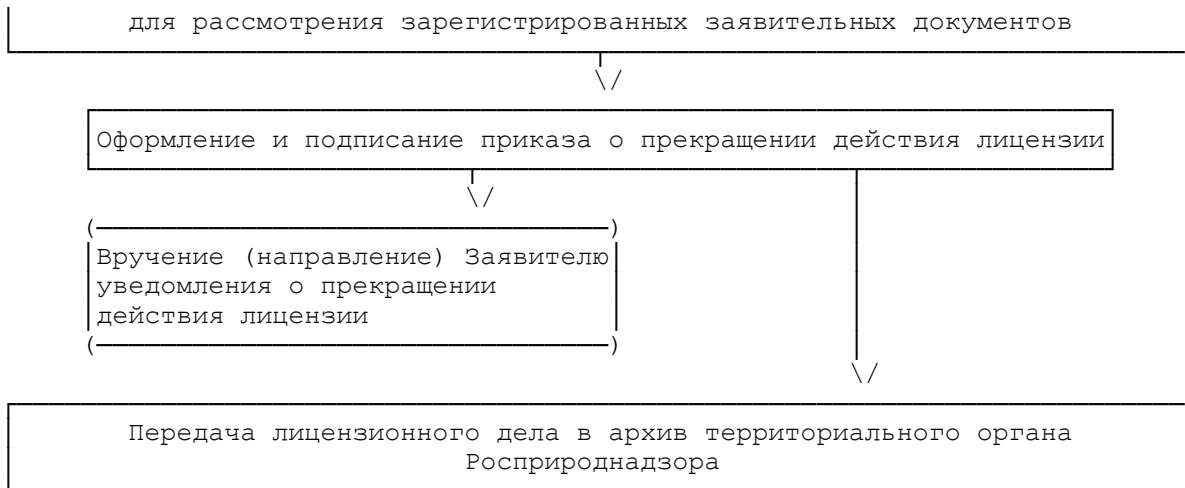 для рассмотрения зарегистрированных заявительных документов
Оформление и подписание приказа о прекращении действия лицензии
Вручение (направление) Заявителю
уведомления о прекращении
действия лицензии
Передача лицензионного дела в архив территориального органа
Росприроднадзора